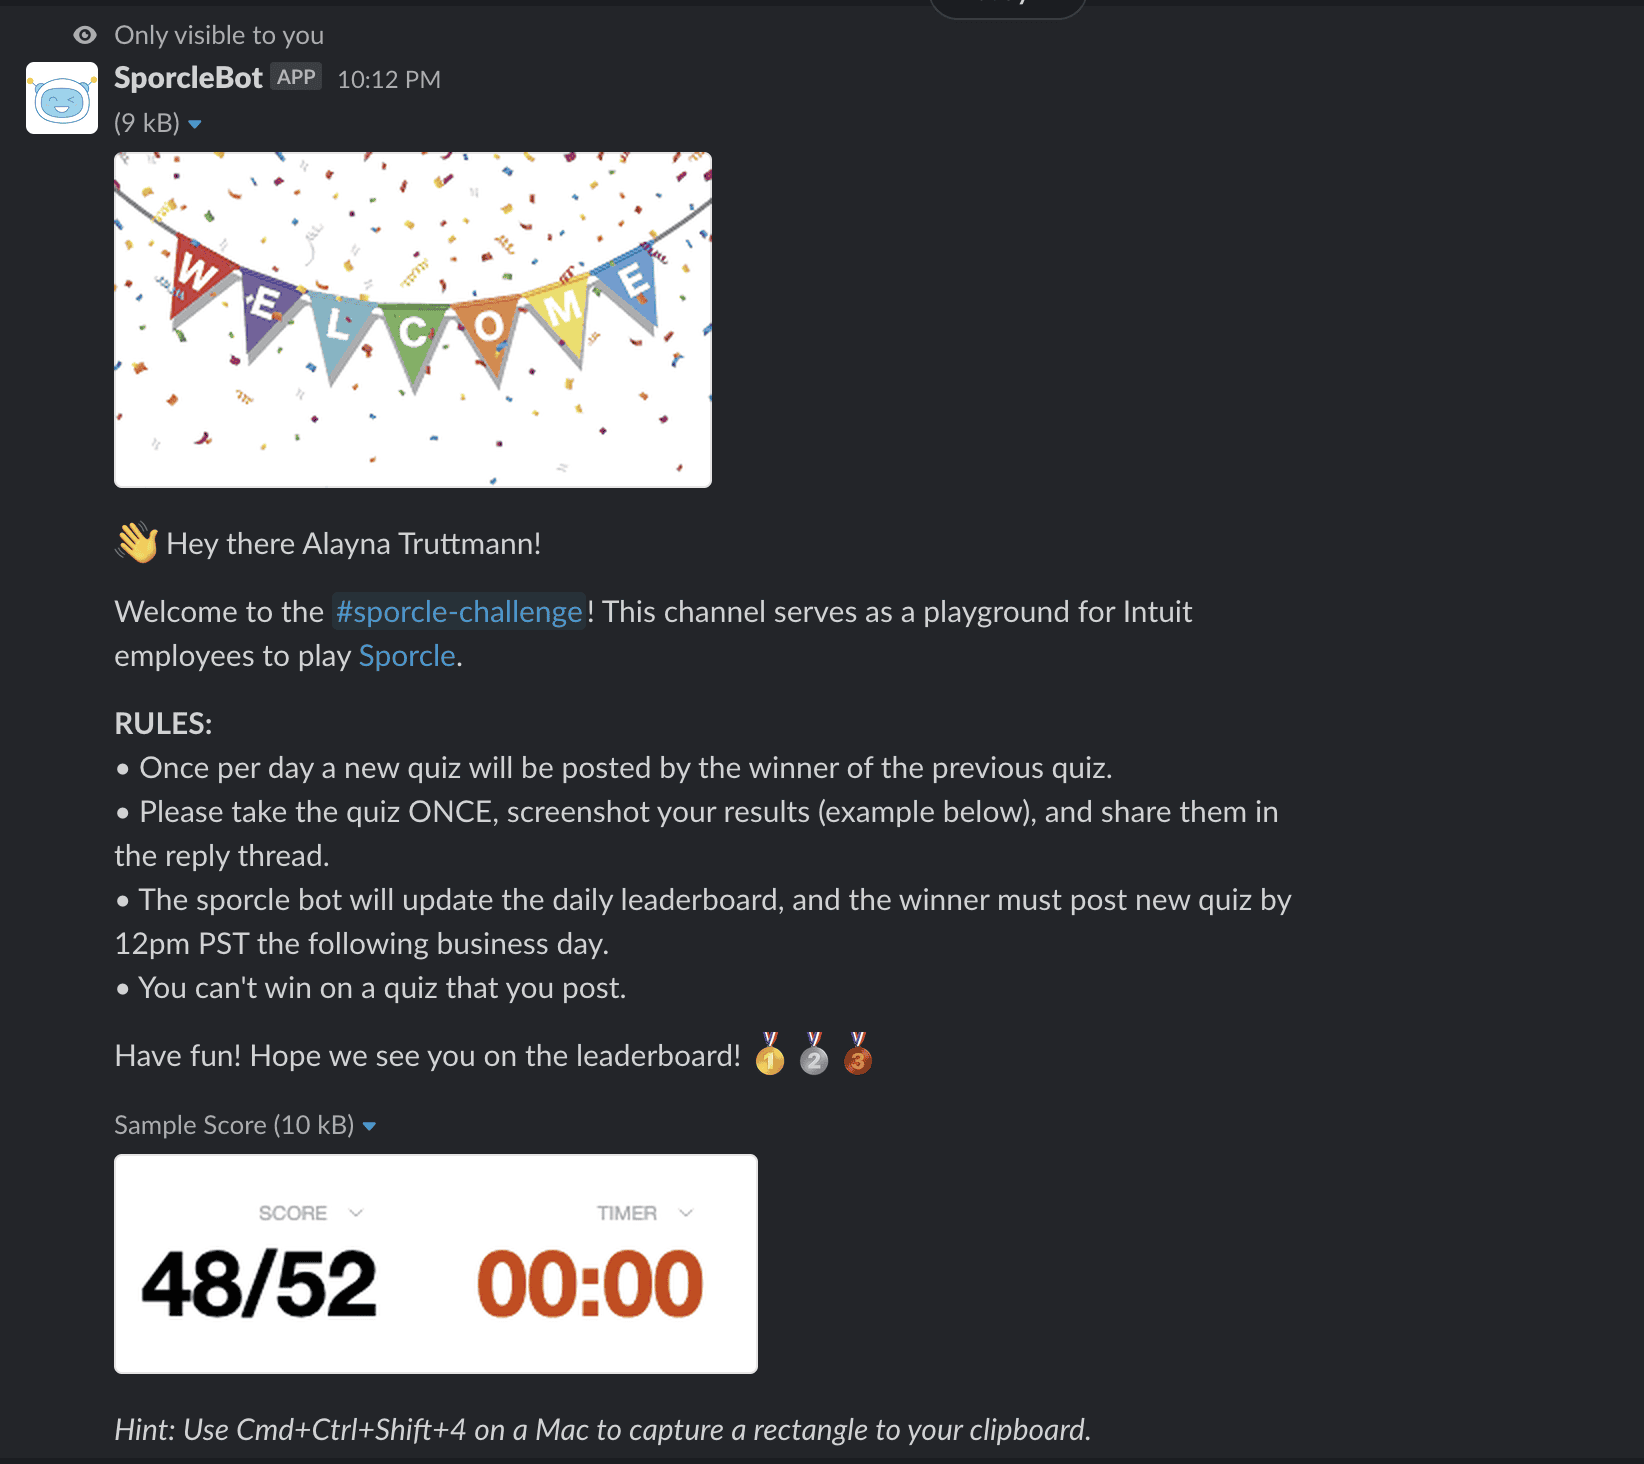 Only visible to you
SporcleBot APP 10:12 PM
(9 kB)
WELCOME
👋 Hey there Alayna Truttmann!
Welcome to the #sporcle-challenge! This channel serves as a playground for Intuit
employees to play Sporcle.
RULES:
• Once per day a new quiz will be posted by the winner of the previous quiz.
• Please take the quiz ONCE, screenshot your results (example below), and share them in
the reply thread.
• The sporcle bot will update the daily leaderboard, and the winner must post new quiz by
12pm PST the following business day.
• You can't win on a quiz that you post.
Have fun! Hope we see you on the leaderboard! 🥇 🥈 🥉
Sample Score (10 kB)
SCORE TIMER
48/52 00:00
Hint: Use Cmd+Ctrl+Shift+4 on a Mac to capture a rectangle to your clipboard.